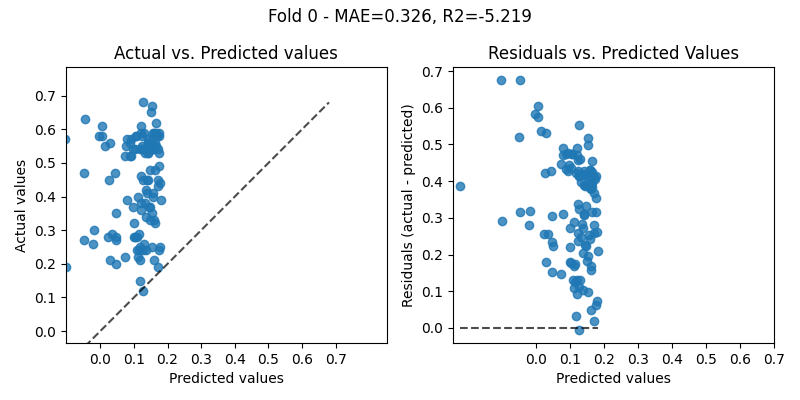 Fold 0 - MAE=0.326, R2=-5.219
Actual vs. Predicted values
Actual values
0.7
0.6
0.5
0.4
0.3
0.2
0.1
0.0
0.0 0.1 0.2 0.3 0.4 0.5 0.6 0.7
Predicted values
Residuals vs. Predicted Values
Residuals (actual - predicted)
0.7
0.6
0.5
0.4
0.3
0.2
0.1
0.0
0.0 0.1 0.2 0.3 0.4 0.5 0.6 0.7
Predicted values